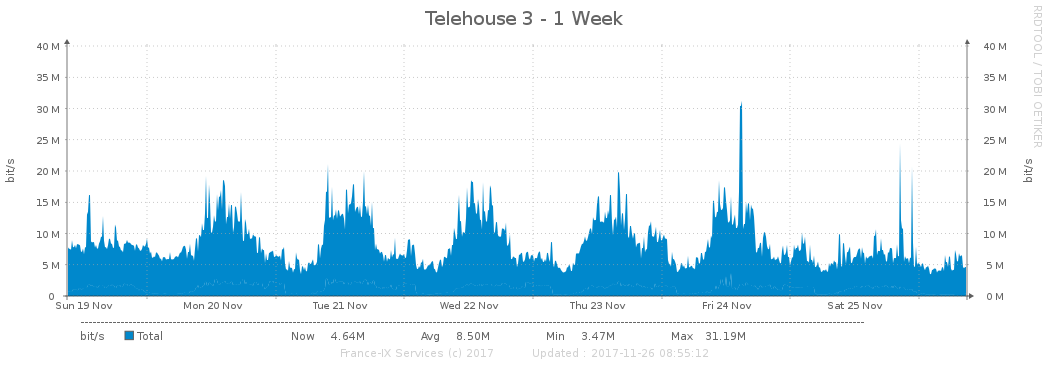 Telehouse 3 - 1 Week
RRDTOOL / TOBI OETIKER
40 M 40 M
35 M 35 M
30 M 30 M
25 M 25 M
20 M 20 M
15 M 15 M
10 M 10 M
5 M 5 M
0 0 M
bit/s bit/s
Sun 19 Nov Mon 20 Nov Tue 21 Nov Wed 22 Nov Thu 23 Nov Fri 24 Nov Sat 25 Nov
bit/s Total Now 4.64M Avg 8.50M Min 3.47M Max 31.19M
France-IX Services (c) 2017 Updated : 2017-11-26 08:55:12